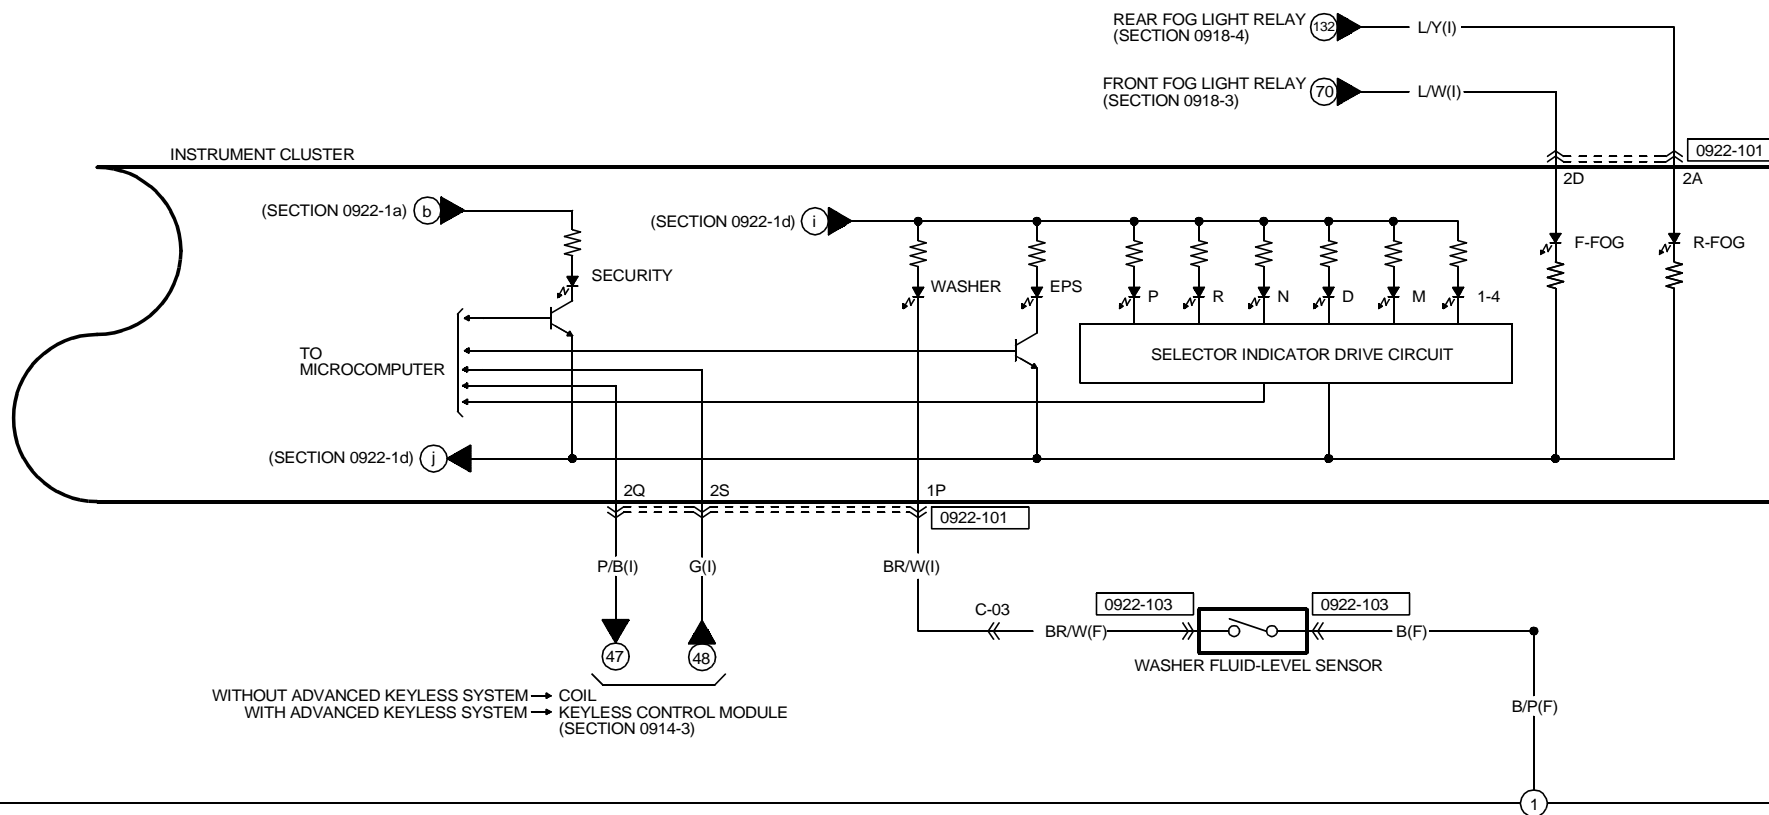 REAR FOG LIGHT RELAY
(SECTION 0918-4)
132
L/Y(I)
FRONT FOG LIGHT RELAY
(SECTION 0918-3)
70
L/W(I)
INSTRUMENT CLUSTER
0922-101
2D
2A
(SECTION 0922-1a)
b
(SECTION 0922-1d)
i
F-FOG
R-FOG
SECURITY
WASHER
EPS
P
R
N
D
M
1-4
TO
MICROCOMPUTER
SELECTOR INDICATOR DRIVE CIRCUIT
(SECTION 0922-1d)
j
2Q
2S
1P
0922-101
P/B(I)
G(I)
BR/W(I)
C-03
0922-103
0922-103
BR/W(F)
B(F)
47
48
WASHER FLUID-LEVEL SENSOR
WITHOUT ADVANCED KEYLESS SYSTEM
COIL
WITH ADVANCED KEYLESS SYSTEM
KEYLESS CONTROL MODULE
(SECTION 0914-3)
B/P(F)
1